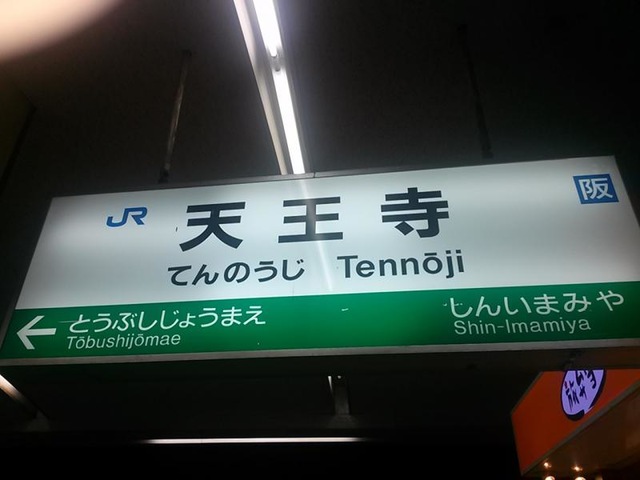 JR 天王寺 阪
てんのうじ Tennōji
← とうぶしじょうまえ しんいまみや
Tōbushijōmae Shin-Imamiya